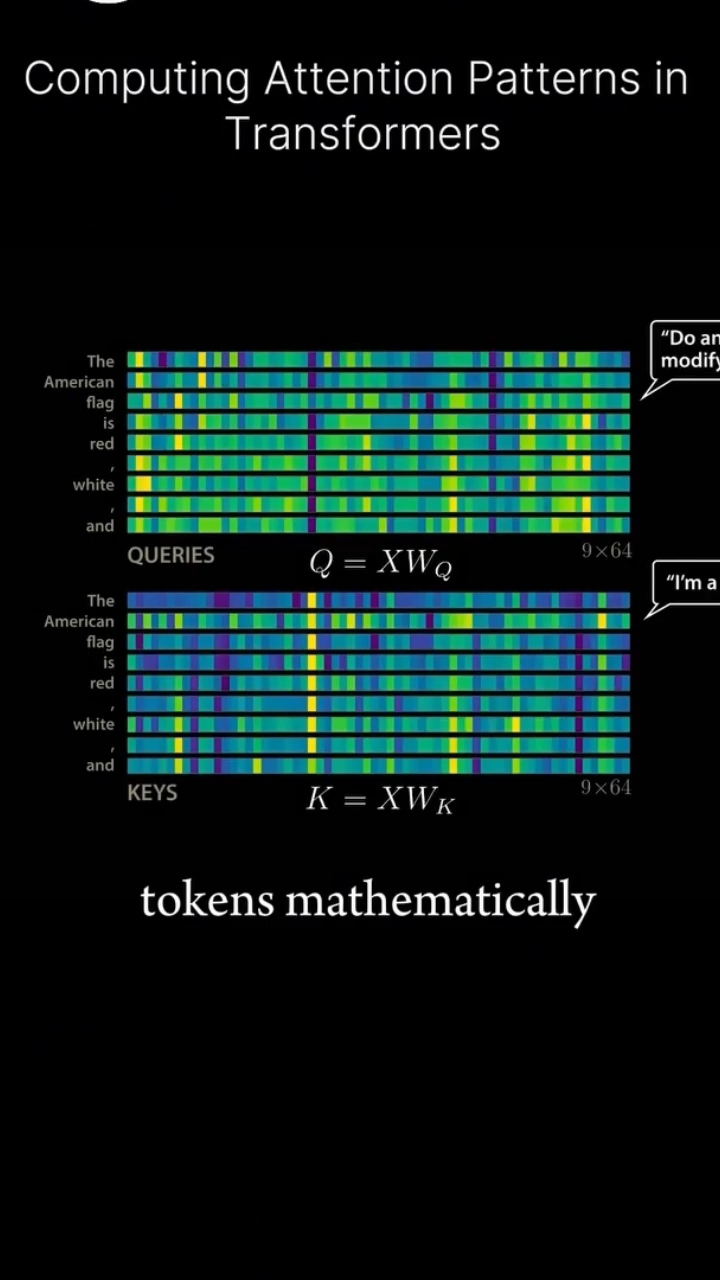 Computing Attention Patterns in
Transformers
“Do an
modify
The
American
flag
is
red
,
white
,
and
QUERIES
Q = XW_Q
9×64
“I’m a
The
American
flag
is
red
,
white
,
and
KEYS
K = XW_K
9×64
tokens mathematically